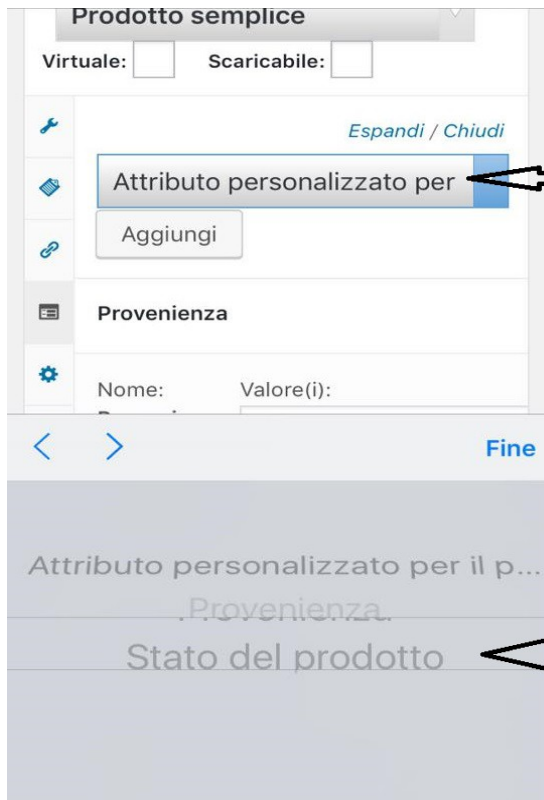 Prodotto semplice
Virtuale: Scaricabile:
Espandi / Chiudi
Attributo personalizzato per
Aggiungi
Provenienza
Nome: Valore(i):
Fine
Attributo personalizzato per il p...
Provenienza
Stato del prodotto